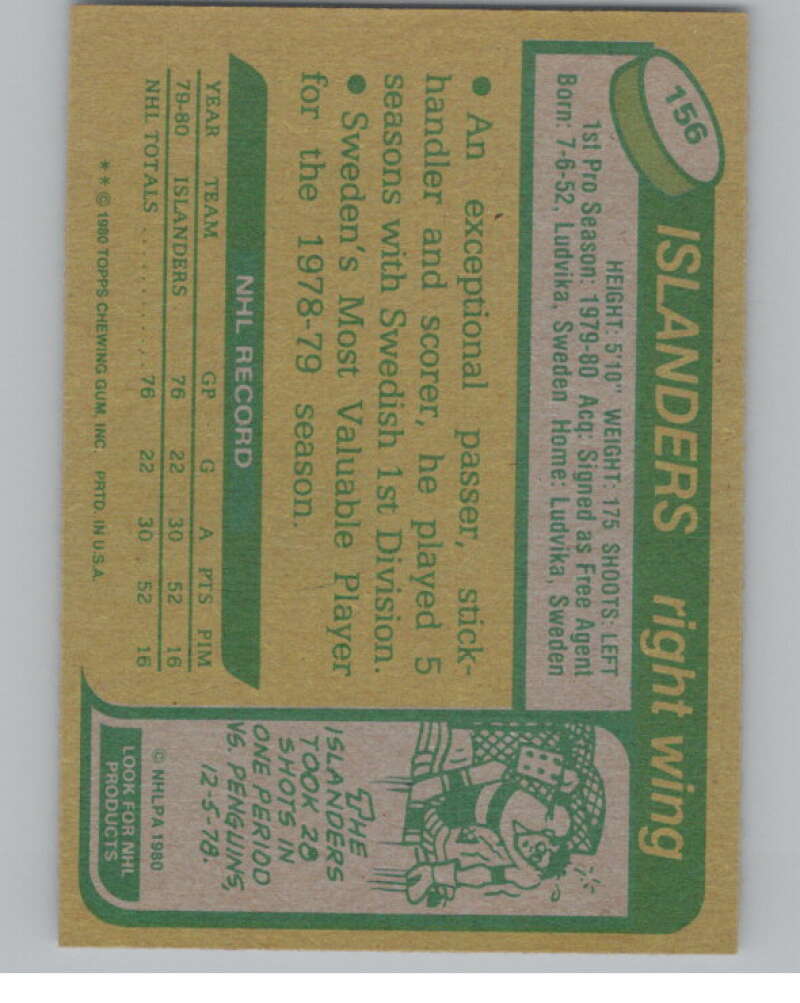 156
ISLANDERS right wing
HEIGHT: 5'10" WEIGHT: 175 SHOOTS: LEFT
1st Pro Season: 1979-80 Acq: Signed as Free Agent
Born: 7-6-52, Ludvika, Sweden Home: Ludvika, Sweden
• An exceptional passer, stick-
handler and scorer, he played 5
seasons with Swedish 1st Division.
• Sweden's Most Valuable Player
for the 1978-79 season.
NHL RECORD
YEAR TEAM GP G A PTS PIM
79-80 ISLANDERS 76 22 30 52 16
NHL TOTALS ............ 76 22 30 52 16
** © 1980 TOPPS CHEWING GUM, INC. PRTD. IN U.S.A.
THE
ISLANDERS
TOOK 28
SHOTS IN
ONE PERIOD
VS. PENGUINS,
12-5-78.
© NHLPA 1980
LOOK FOR NHL
PRODUCTS